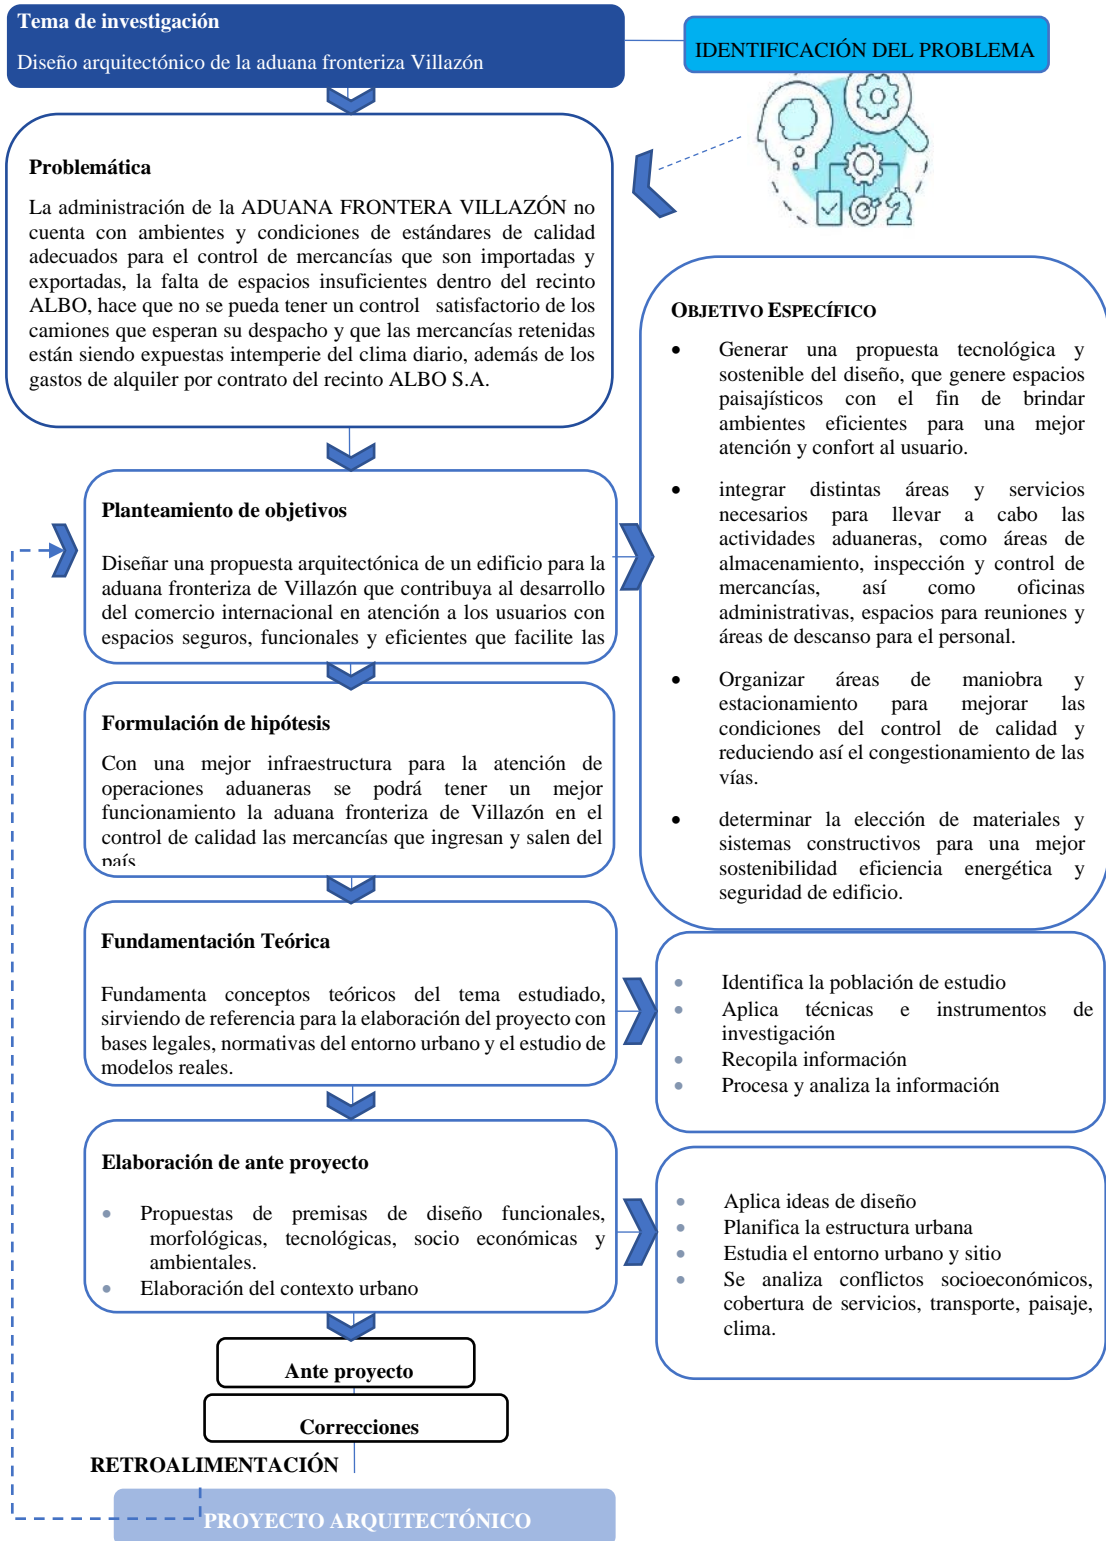 Tema de investigación
Diseño arquitectónico de la aduana fronteriza Villazón
IDENTIFICACIÓN DEL PROBLEMA
Problemática
La administración de la ADUANA FRONTERA VILLAZÓN no
cuenta con ambientes y condiciones de estándares de calidad
adecuados para el control de mercancías que son importadas y
exportadas, la falta de espacios insuficientes dentro del recinto
ALBO, hace que no se pueda tener un control satisfactorio de los
camiones que esperan su despacho y que las mercancías retenidas
están siendo expuestas intemperie del clima diario, además de los
gastos de alquiler por contrato del recinto ALBO S.A.
Planteamiento de objetivos
Diseñar una propuesta arquitectónica de un edificio para la
aduana fronteriza de Villazón que contribuya al desarrollo
del comercio internacional en atención a los usuarios con
espacios seguros, funcionales y eficientes que facilite las
OBJETIVO ESPECÍFICO
• Generar una propuesta tecnológica y
sostenible del diseño, que genere espacios
paisajísticos con el fin de brindar
ambientes eficientes para una mejor
atención y confort al usuario.
• integrar distintas áreas y servicios
necesarios para llevar a cabo las
actividades aduaneras, como áreas de
almacenamiento, inspección y control de
mercancías, así como oficinas
administrativas, espacios para reuniones y
áreas de descanso para el personal.
• Organizar áreas de maniobra y
estacionamiento para mejorar las
condiciones del control de calidad y
reduciendo así el congestionamiento de las
vías.
• determinar la elección de materiales y
sistemas constructivos para una mejor
sostenibilidad eficiencia energética y
seguridad de edificio.
Formulación de hipótesis
Con una mejor infraestructura para la atención de
operaciones aduaneras se podrá tener un mejor
funcionamiento la aduana fronteriza de Villazón en el
control de calidad las mercancías que ingresan y salen del
país
Fundamentación Teórica
Fundamenta conceptos teóricos del tema estudiado,
sirviendo de referencia para la elaboración del proyecto con
bases legales, normativas del entorno urbano y el estudio de
modelos reales.
• Identifica la población de estudio
• Aplica técnicas e instrumentos de
investigación
• Recopila información
• Procesa y analiza la información
Elaboración de ante proyecto
• Propuestas de premisas de diseño funcionales,
morfológicas, tecnológicas, socio económicas y
ambientales.
• Elaboración del contexto urbano
• Aplica ideas de diseño
• Planifica la estructura urbana
• Estudia el entorno urbano y sitio
• Se analiza conflictos socioeconómicos,
cobertura de servicios, transporte, paisaje,
clima.
Ante proyecto
Correcciones
RETROALIMENTACIÓN
PROYECTO ARQUITECTÓNICO